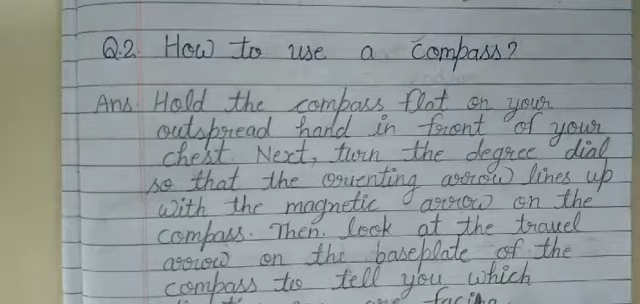 Q.2. How to use a compass?
Ans. Hold the compass flat on your
outspread hand in front of your
chest. Next, turn the degree dial
so that the orienting arrow lines up
with the magnetic arrow on the
compass. Then, look at the travel
arrow on the baseplate of the
compass to tell you which
facing